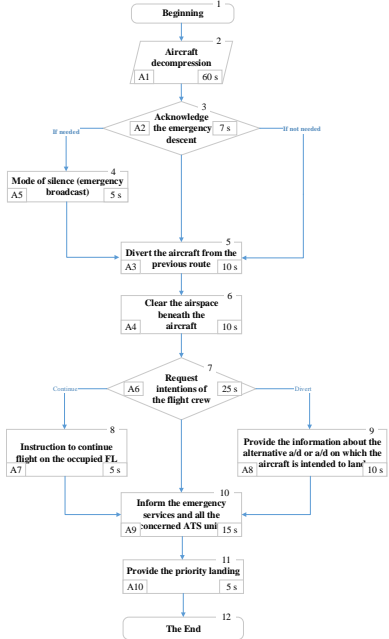 1
Beginning
2
Aircraft
decompression
A1 60 s
3
Acknowledge
A2 the emergency 7 s
descent
If needed
If not needed
4
Mode of silence (emergency
broadcast)
A5 5 s
5
Divert the aircraft from the
previous route
A3 10 s
6
Clear the airspace
beneath the
aircraft
A4 10 s
7
Request
A6 intentions of 25 s
the flight crew
Continue
Divert
8
Instruction to continue
flight on the occupied FL
A7 5 s
9
Provide the information about the
alternative a/d or a/d on which the
aircraft is intended to
A8 10 s
10
Inform the emergency
services and all the
ATS
A9 15 s
11
Provide the priority landing
A10 5 s
12
The End